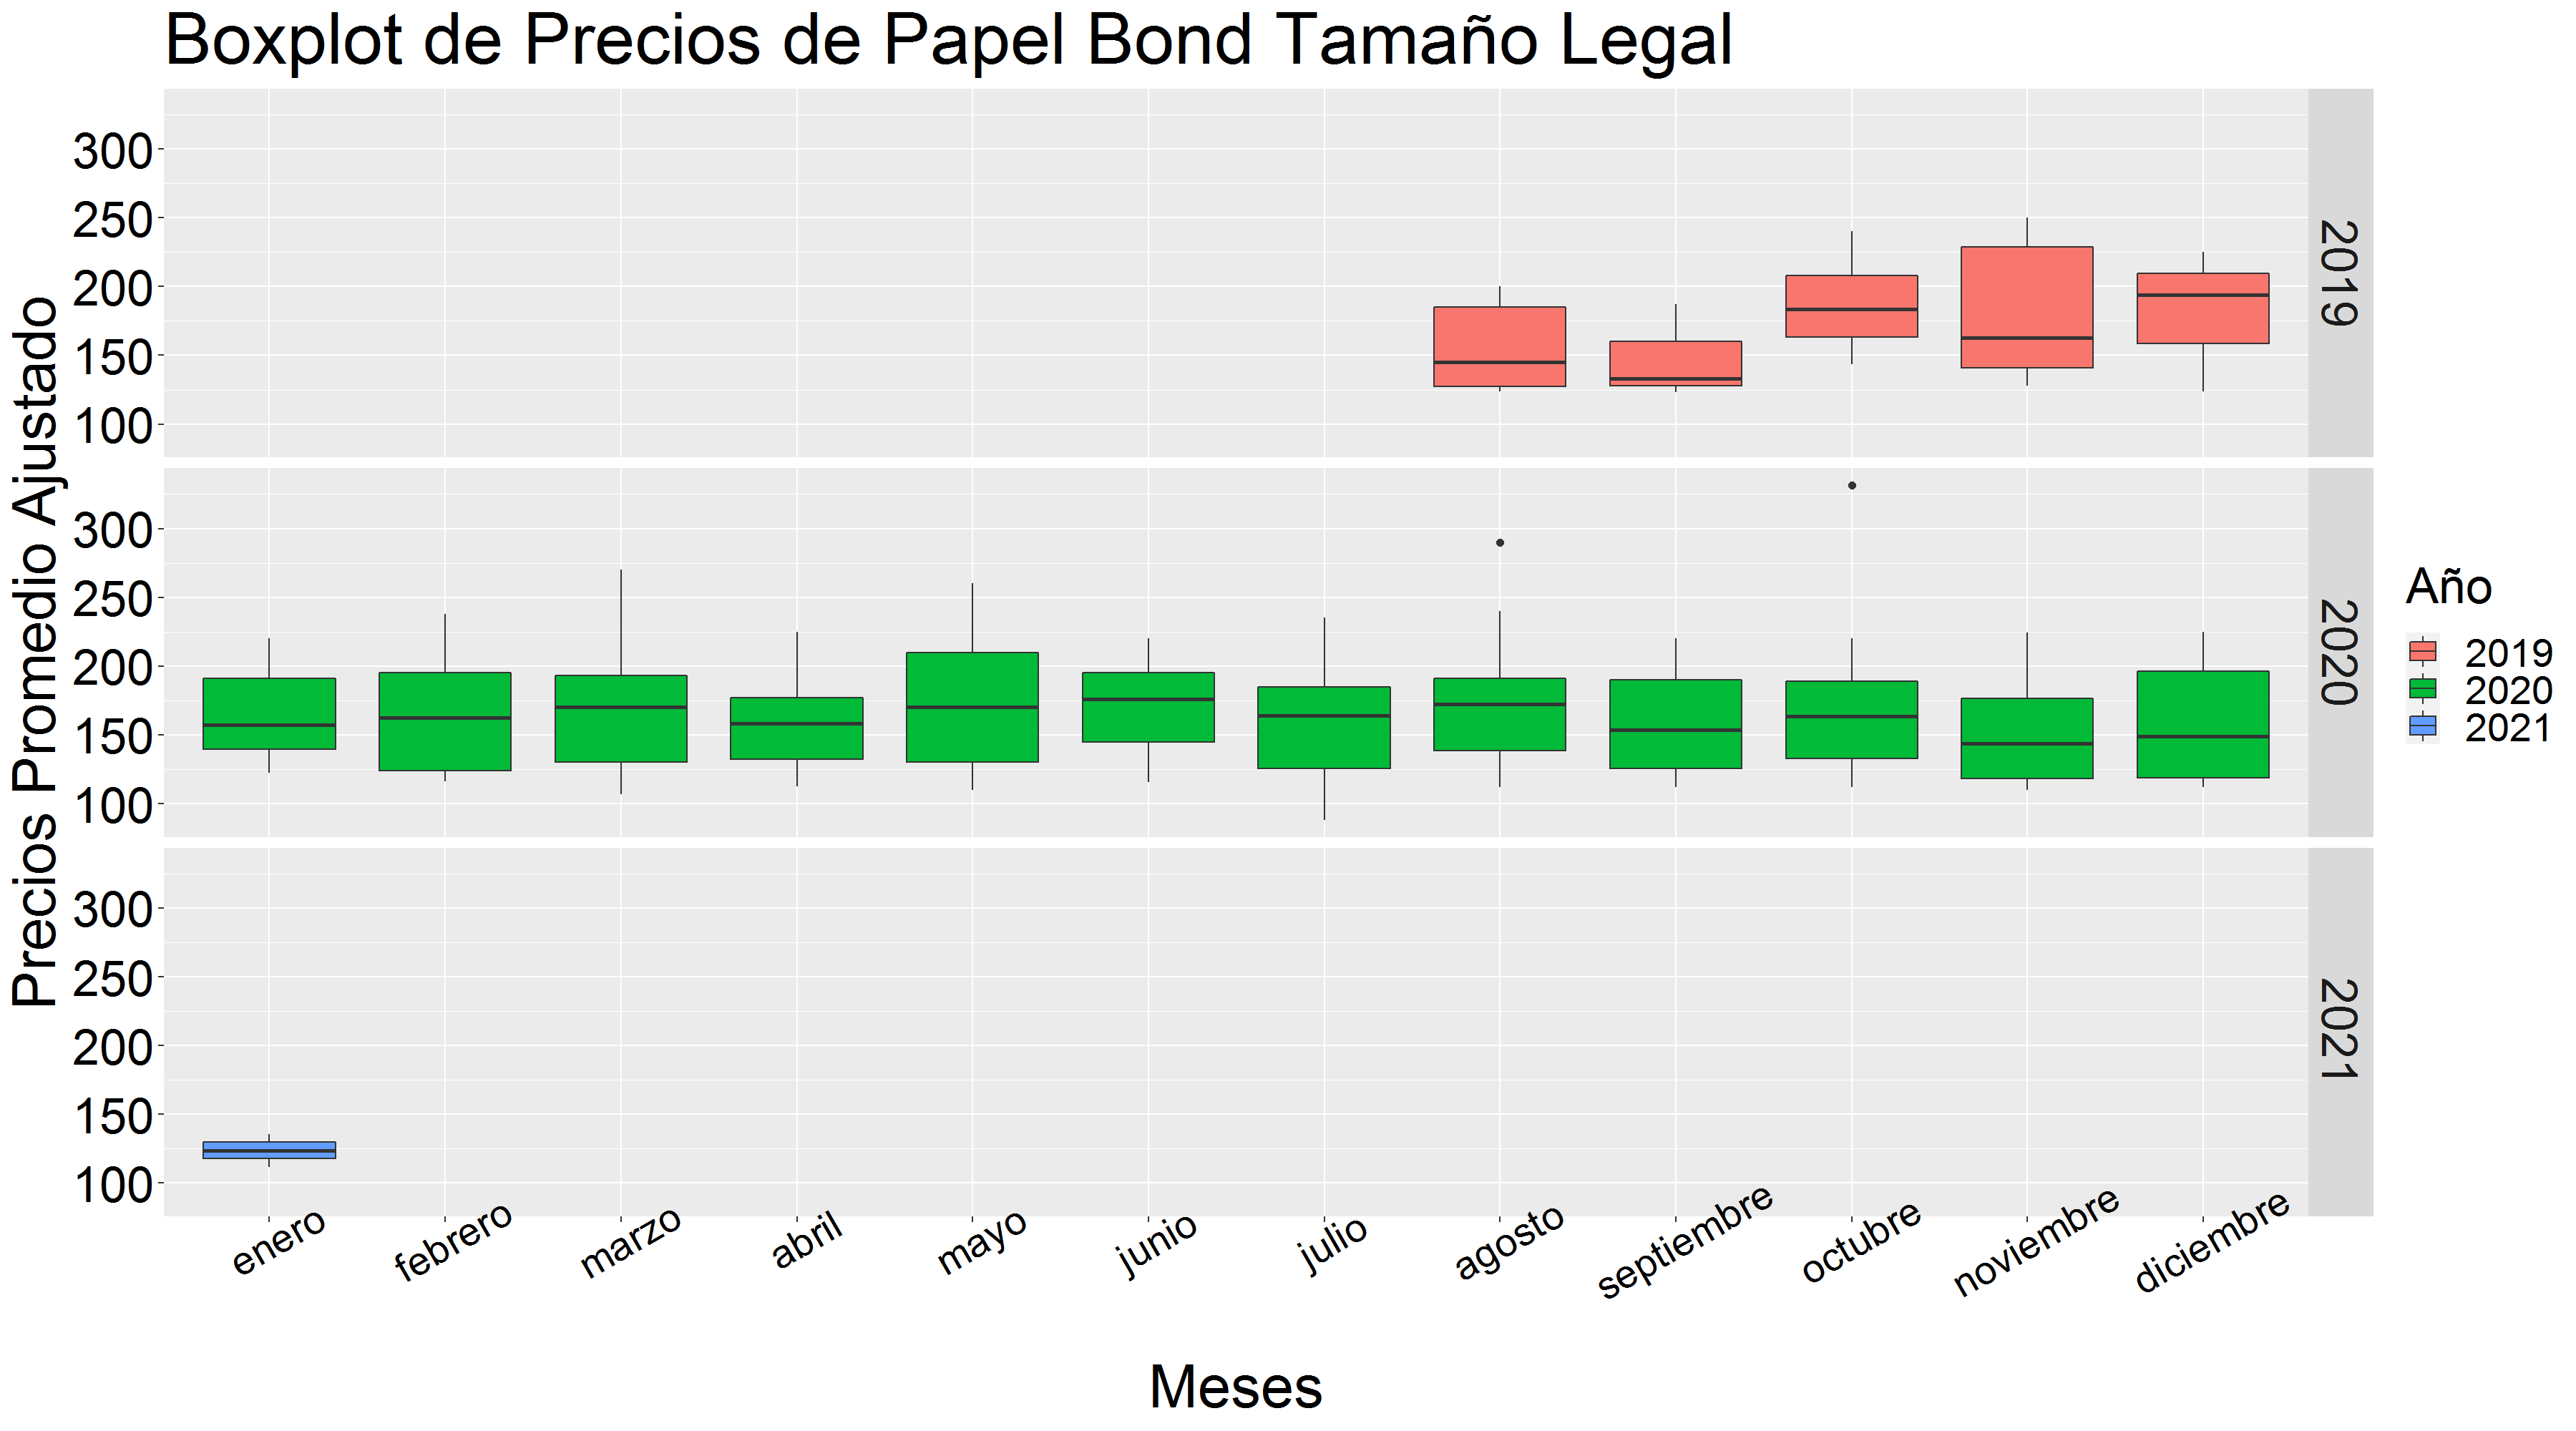 Boxplot de Precios de Papel Bond Tamaño Legal
Precios Promedio Ajustado
300
250
200
150
100
2019
300
250
200
150
100
2020
300
250
200
150
100
2021
enero
febrero
marzo
abril
mayo
junio
julio
agosto
septiembre
octubre
noviembre
diciembre
Meses
Año
2019
2020
2021